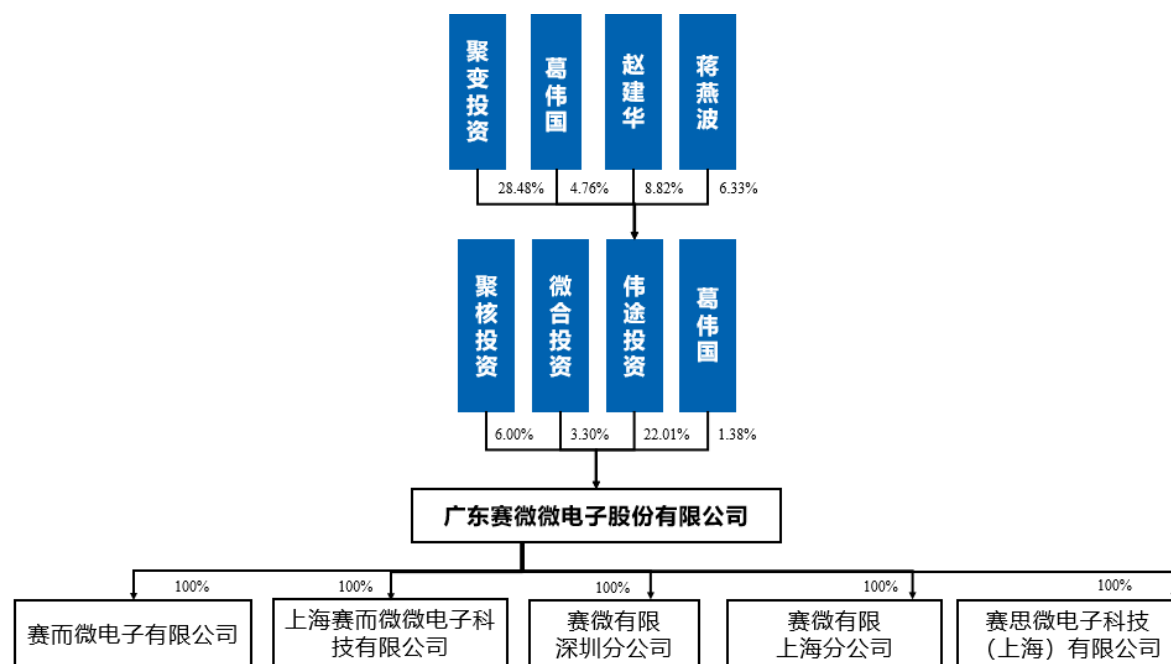 聚变投资
葛伟国
赵建华
蒋燕波
28.48%
4.76%
8.82%
6.33%
聚核投资
微合投资
伟途投资
葛伟国
6.00%
3.30%
22.01%
1.38%
广东赛微微电子股份有限公司
100%
100%
100%
100%
100%
赛而微电子有限公司
上海赛而微微电子科
技有限公司
赛微有限
深圳分公司
赛微有限
上海分公司
赛思微电子科技
（上海）有限公司